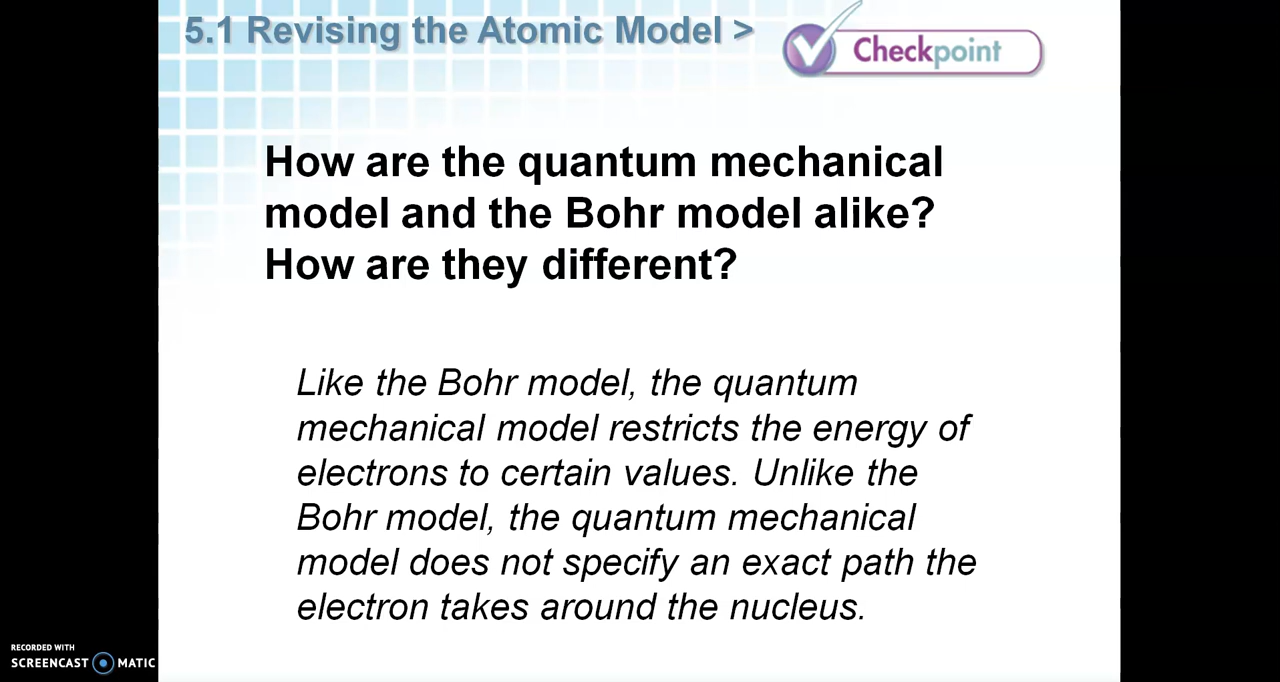 5.1 Revising the Atomic Model >
Checkpoint
How are the quantum mechanical
model and the Bohr model alike?
How are they different?
Like the Bohr model, the quantum
mechanical model restricts the energy of
electrons to certain values. Unlike the
Bohr model, the quantum mechanical
model does not specify an exact path the
electron takes around the nucleus.
RECORDED WITH
SCREENCAST MATIC